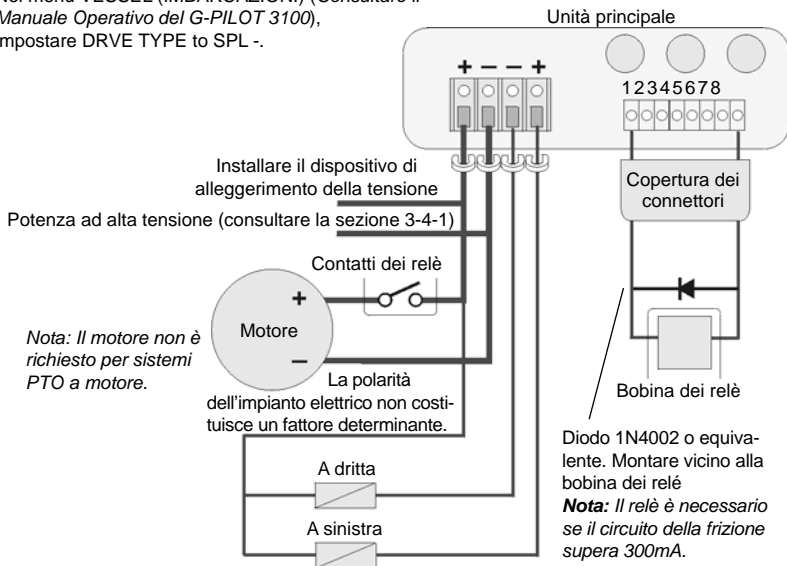 Nel menu VESSEL (IMBARCAZIONI) (Consultare il
Manuale Operativo del G-PILOT 3100),
impostare DRVE TYPE to SPL -.
Unità principale
+ − − +
12345678
Installare il dispositivo di
alleggerimento della tensione
Copertura dei
connettori
Potenza ad alta tensione (consultare la sezione 3-4-1)
Contatti dei relè
+
Motore
−
Nota: Il motore non è
richiesto per sistemi
PTO a motore.
La polarità
dell'impianto elettrico non costi-
tuisce un fattore determinante.
Bobina dei relè
A dritta
A sinistra
Diodo 1N4002 o equiva-
lente. Montare vicino alla
bobina dei relé
Nota: Il relè è necessario
se il circuito della frizione
supera 300mA.